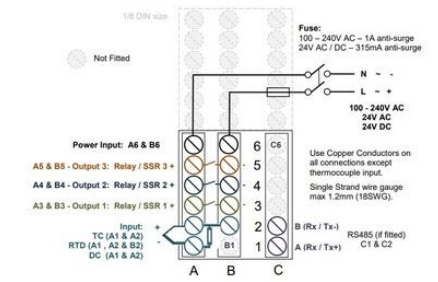 1/8 DIN size
Fuse:
100 – 240V AC – 1A anti-surge
24V AC / DC – 315mA anti-surge
Not Fitted
N ~ -
L ~ +
100 - 240V AC
24V AC
24V DC
Power Input: A6 & B6
6
C6
A5 & B5 - Output 3: Relay / SSR 3 +
-
5
A4 & B4 - Output 2: Relay / SSR 2 +
-
4
A3 & B3 - Output 1: Relay / SSR 1 +
-
3
Use Copper Conductors on
all connections except
thermocouple input.
Single Strand wire gauge
max 1.2mm (18SWG).
Input: +
TC (A1 & A2)
RTD (A1 , A2 & B2) -
DC (A1 & A2)
2
B1
1
B (Rx / Tx-)
A (Rx / Tx+)
RS485 (if fitted)
C1 & C2
A B C